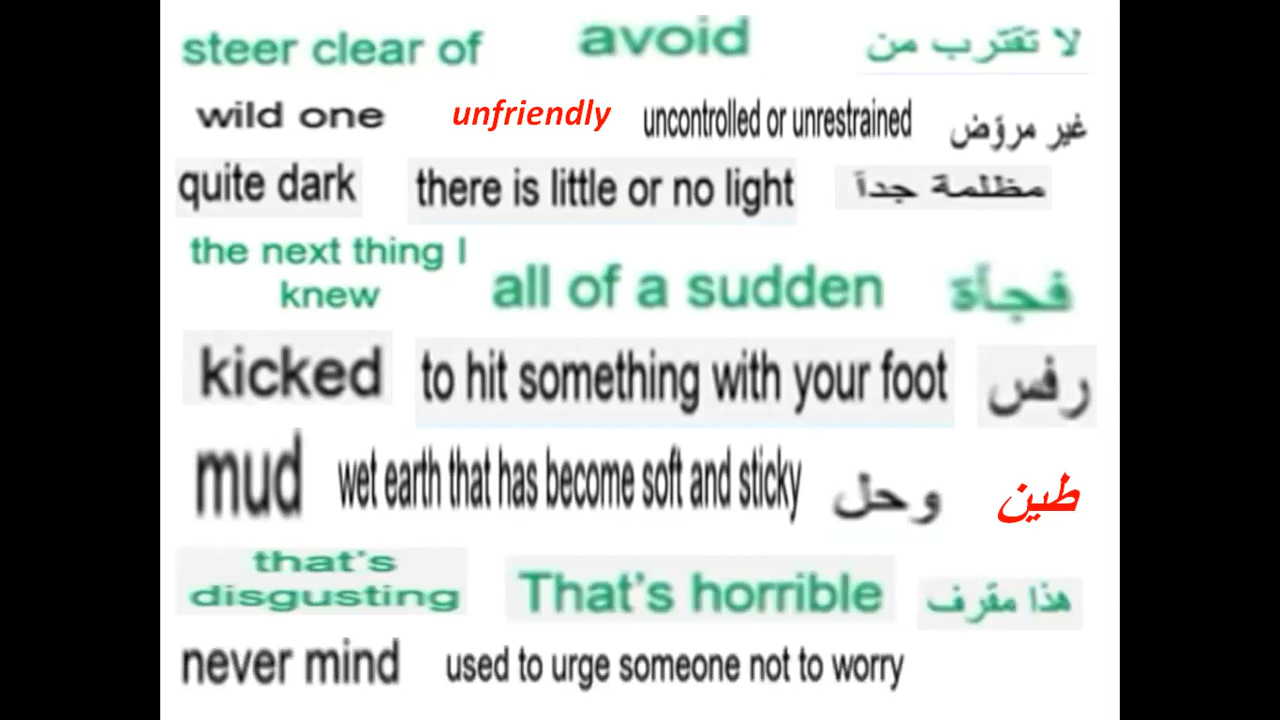 steer clear of avoid لا تقترب من
wild one unfriendly uncontrolled or unrestrained غير مروّض
quite dark there is little or no light مظلمة جداً
the next thing I knew all of a sudden فجأة
kicked to hit something with your foot رفس
mud wet earth that has become soft and sticky وحل طين
that's disgusting That's horrible هذا مقرف
never mind used to urge someone not to worry